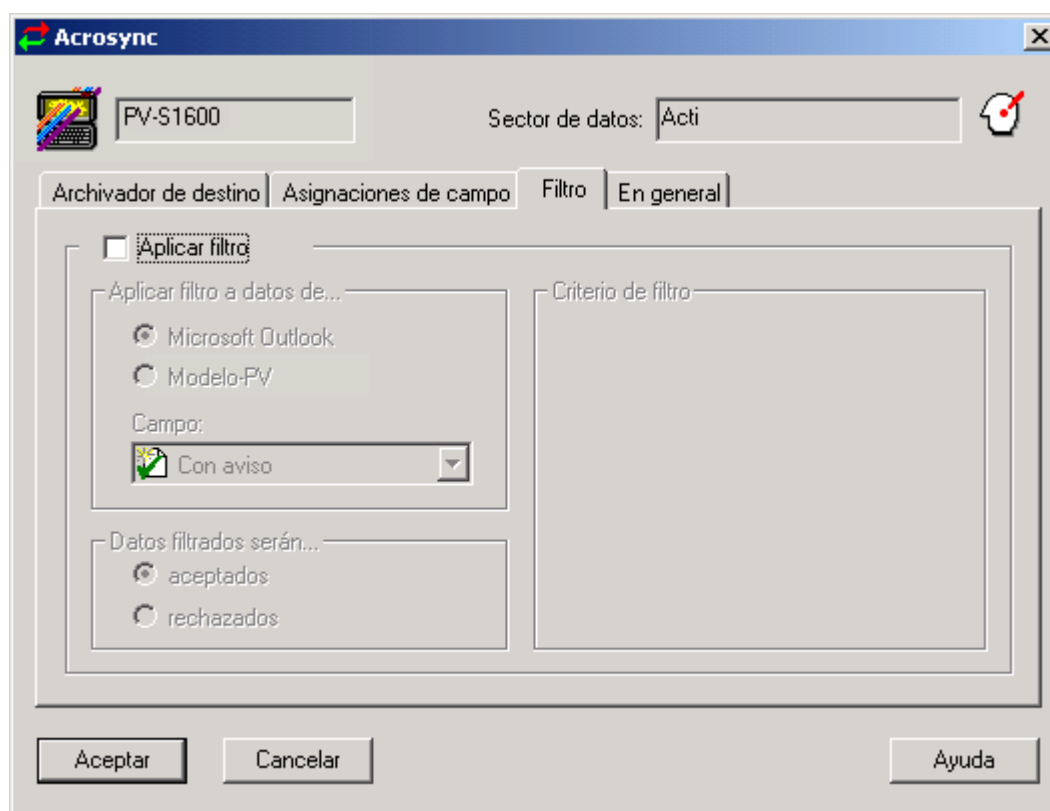 Acrosync
PV-S1600 Sector de datos: Acti
Archivador de destino Asignaciones de campo Filtro En general
Aplicar filtro
Aplicar filtro a datos de... Criterio de filtro
Microsoft Outlook
Modelo-PV
Campo:
Con aviso
Datos filtrados serán...
aceptados
rechazados
Aceptar Cancelar Ayuda